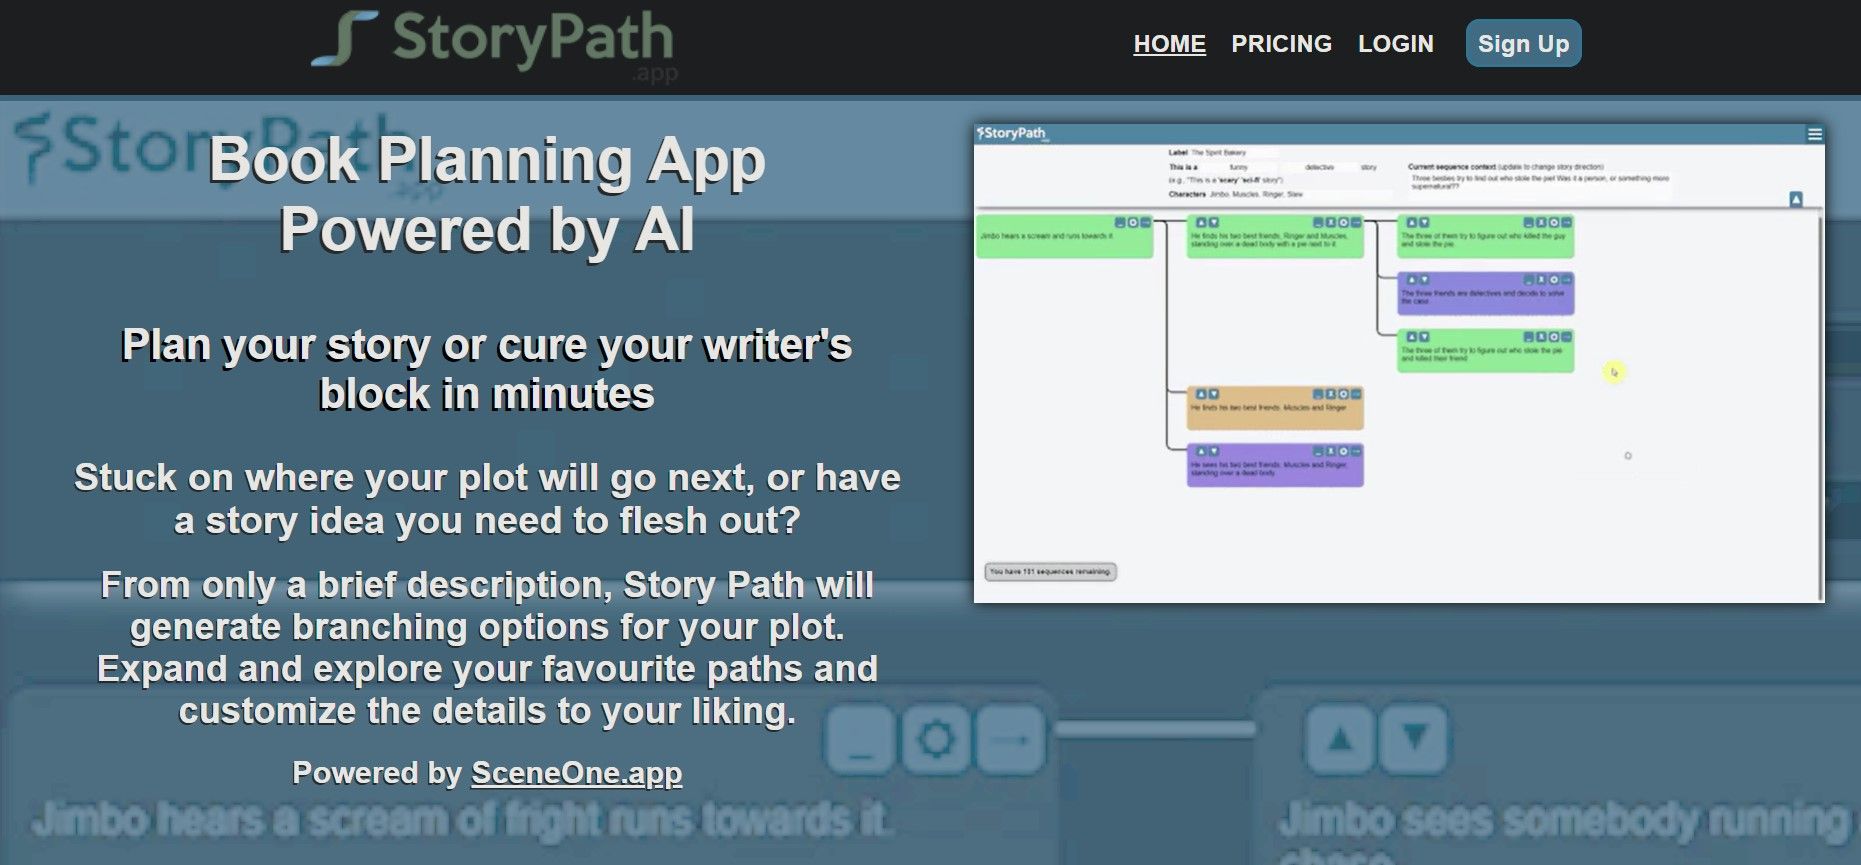 StoryPath
.app
HOME PRICING LOGIN Sign Up
StoryPath
.app
Book Planning App
Powered by AI
Plan your story or cure your writer's
block in minutes
Stuck on where your plot will go next, or have
a story idea you need to flesh out?
From only a brief description, Story Path will
generate branching options for your plot.
Expand and explore your favourite paths and
customize the details to your liking.
Powered by SceneOne.app
StoryPath
Label The Spirit Bakery
This is a funny detective story
(e.g., "This is a 'scary' 'sci-fi' story")
Characters Jimbo, Muscles, Ringer, Slaw
Current sequence context (update to change story direction)
Three besties try to find out who stole the pie! Was it a person, or something more
supernatural??
Jimbo hears a scream and runs towards it
He finds his two best friends, Ringer and Muscles,
standing over a dead body with a pie next to it
The three of them try to figure out who killed the guy
and stole the pie
The three friends are detectives and decide to solve
the case
The three of them try to figure out who stole the pie
and killed their friend
He finds his two best friends, Muscles and Ringer
He sees his two best friends, Muscles and Ringer,
standing over a dead body
You have 131 sequences remaining.
Jimbo hears a scream of fright runs towards it.
Jimbo sees somebody running